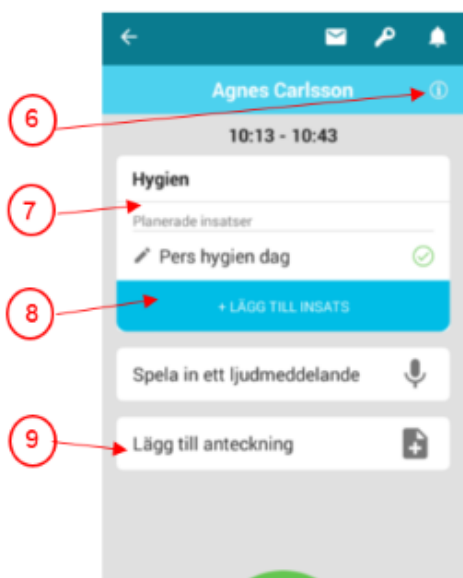 Agnes Carlsson
6
10:13 - 10:43
Hygien
7
Planerade insatser
Pers hygien dag
8
+ LÄGG TILL INSATS
Spela in ett ljudmeddelande
9
Lägg till anteckning